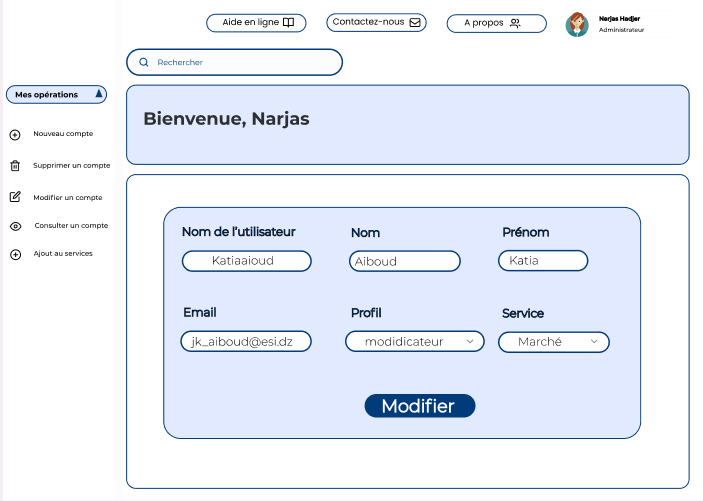 Aide en ligne
Contactez-nous
A propos
Narjas Hadjer
Administrateur
Rechercher
Mes opérations
Bienvenue, Narjas
Nouveau compte
Supprimer un compte
Modifier un compte
Consulter un compte
Ajout au services
Nom de l'utilisateur
Nom
Prénom
Katiaaioud
Aiboud
Katia
Email
Profil
Service
jk_aiboud@esi.dz
modidicateur
Marché
Modifier